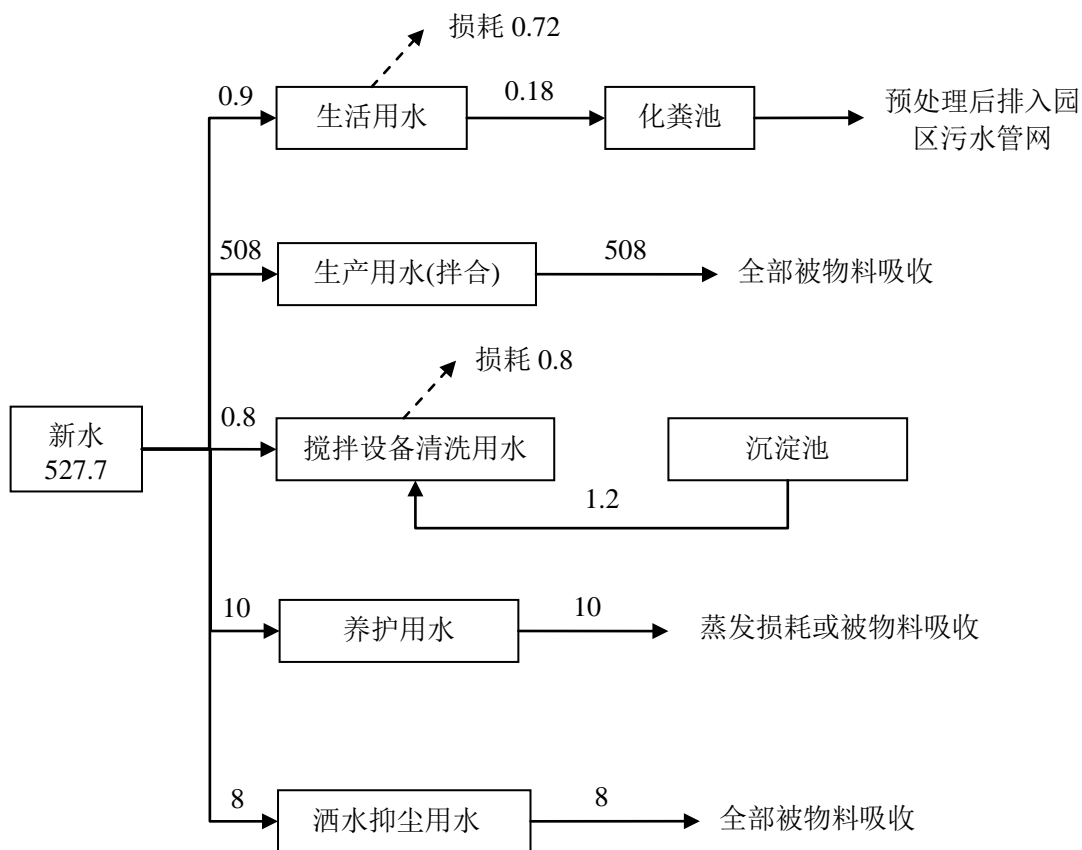 损耗 0.72
0.9
生活用水
0.18
化粪池
预处理后排入园
区污水管网
508
生产用水(拌合)
508
全部被物料吸收
损耗 0.8
新水
527.7
0.8
搅拌设备清洗用水
沉淀池
1.2
10
养护用水
10
蒸发损耗或被物料吸收
8
洒水抑尘用水
8
全部被物料吸收